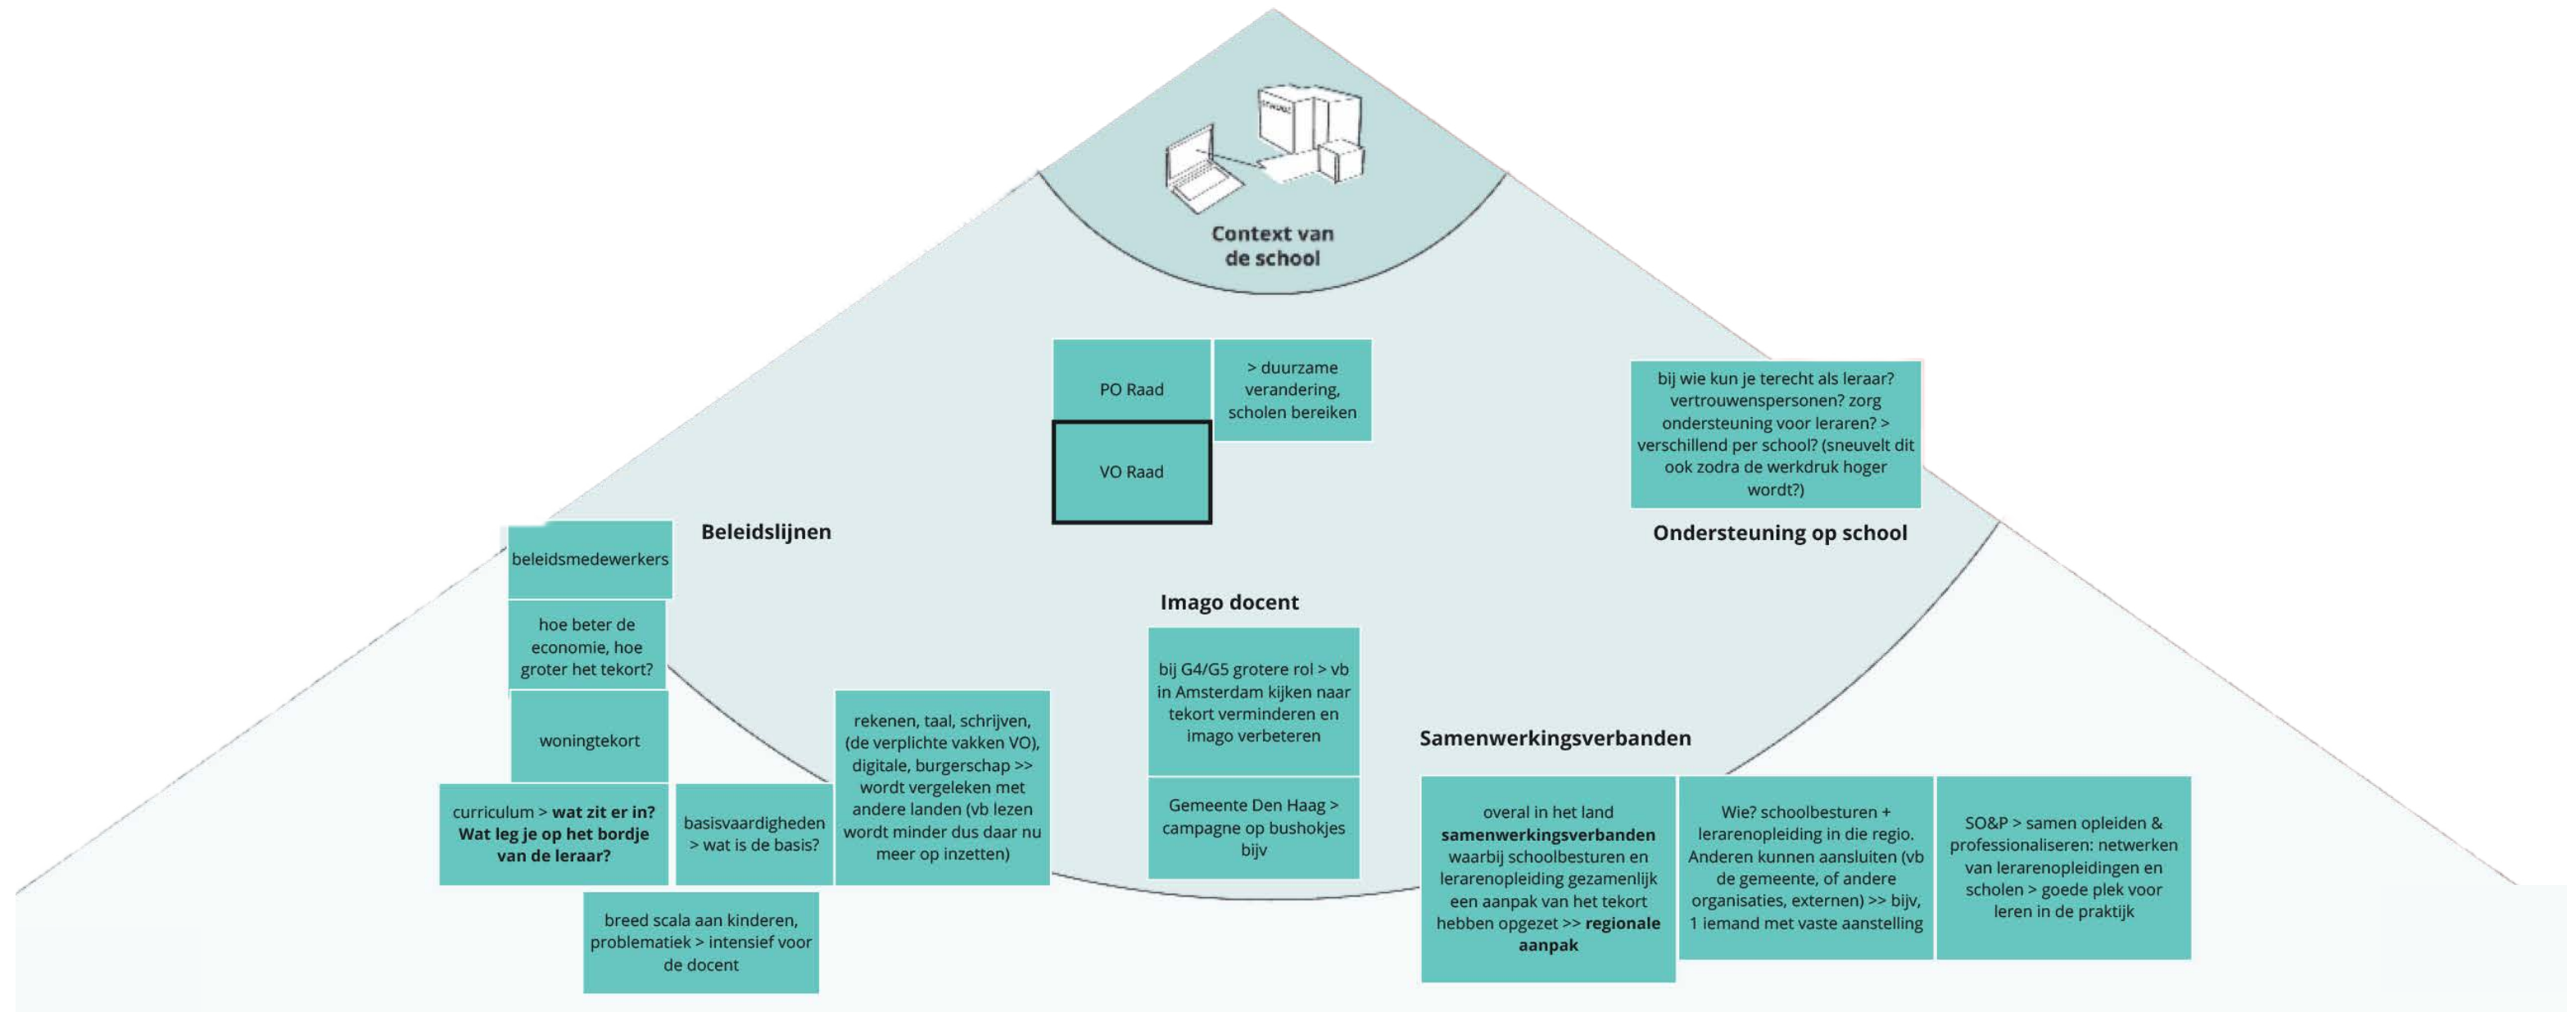 Context van
de school
PO Raad
> duurzame
verandering,
scholen bereiken
VO Raad
bij wie kun je terecht als leraar?
vertrouwenspersonen? zorg
ondersteuning voor leraren? >
verschillend per school? (sneuvelt dit
ook zodra de werkdruk hoger
wordt?)
Beleidslijnen
Ondersteuning op school
beleidsmedewerkers
hoe beter de
economie, hoe
groter het tekort?
woningtekort
curriculum > wat zit er in?
Wat leg je op het bordje
van de leraar?
basisvaardigheden
> wat is de basis?
rekenen, taal, schrijven,
(de verplichte vakken VO),
digitale, burgerschap >>
wordt vergeleken met
andere landen (vb lezen
wordt minder dus daar nu
meer op inzetten)
breed scala aan kinderen,
problematiek > intensief voor
de docent
Imago docent
bij G4/G5 grotere rol > vb
in Amsterdam kijken naar
tekort verminderen en
imago verbeteren
Gemeente Den Haag >
campagne op bushokjes
bijv
Samenwerkingsverbanden
overal in het land
samenwerkingsverbanden
waarbij schoolbesturen en
lerarenopleiding gezamenlijk
een aanpak van het tekort
hebben opgezet >> regionale
aanpak
Wie? schoolbesturen +
lerarenopleiding in die regio.
Anderen kunnen aansluiten (vb
de gemeente, of andere
organisaties, externen) >> bijv,
1 iemand met vaste aanstelling
SO&P > samen opleiden &
professionaliseren: netwerken
van lerarenopleidingen en
scholen > goede plek voor
leren in de praktijk